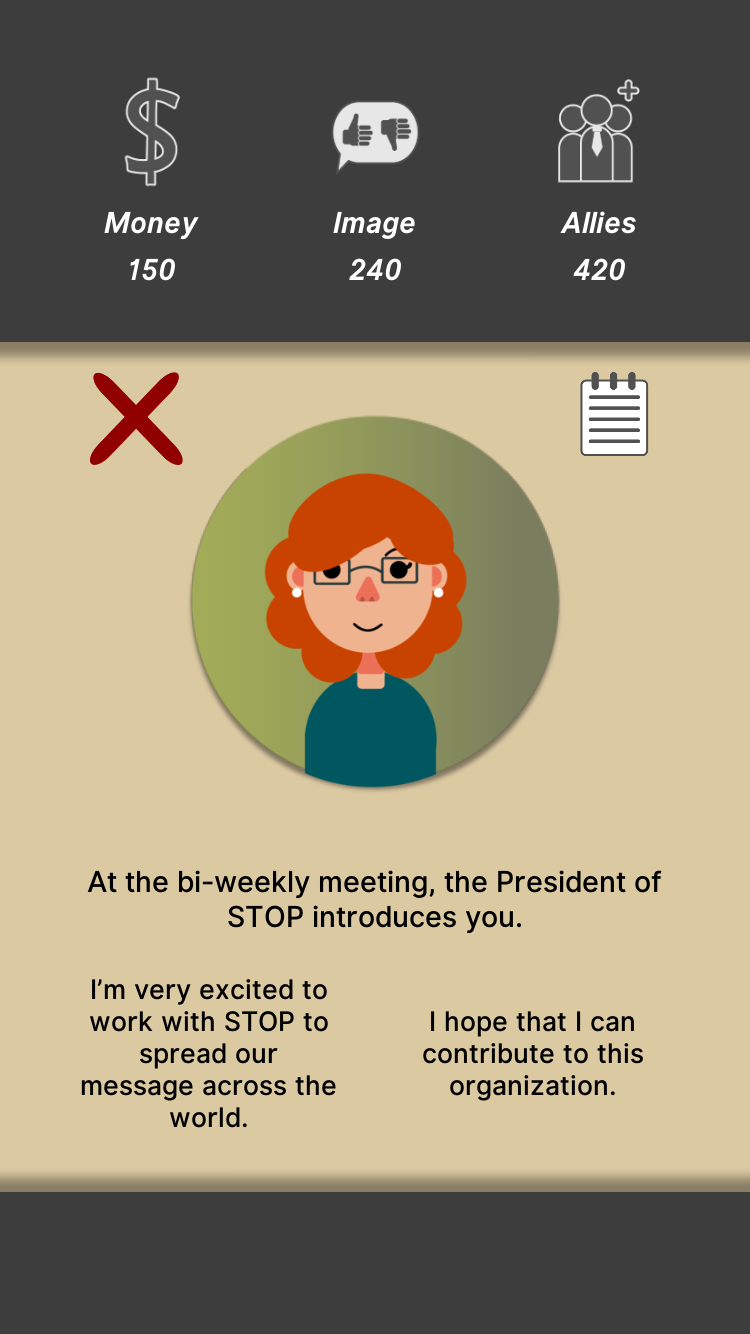 Money
Image
Allies
150
240
420
At the bi-weekly meeting, the President of
STOP introduces you.
I’m very excited to
work with STOP to
spread our
message across the
world.
I hope that I can
contribute to this
organization.